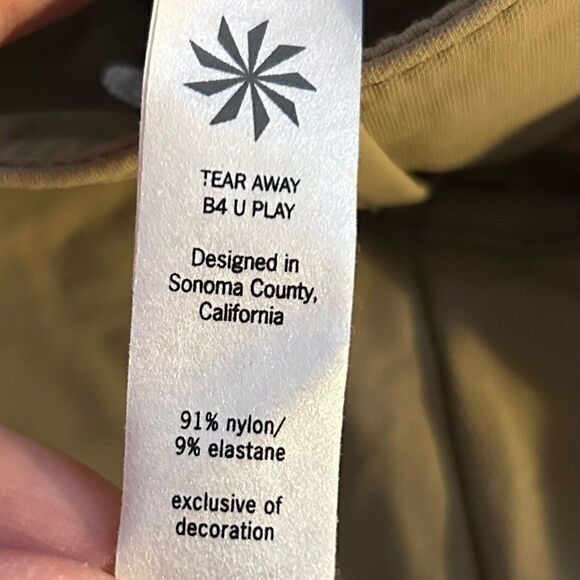 TEAR AWAY
B4 U PLAY
Designed in
Sonoma County,
California
91% nylon/
9% elastane
exclusive of
decoration